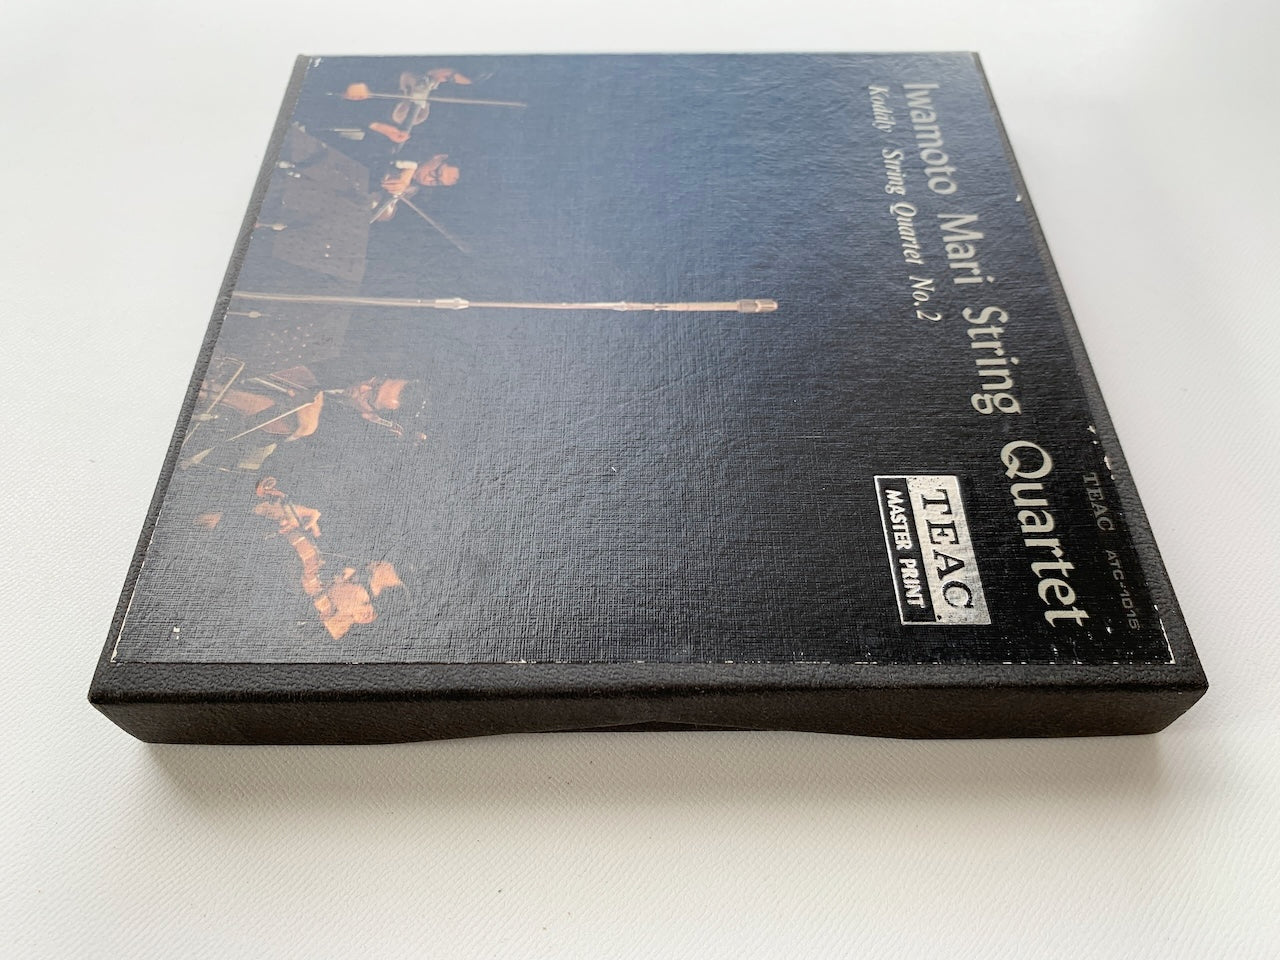 TEAC ATC-1015
Iwamoto Mari String Quartet
Kodály String Quartet No.2
TEAC
MASTER PRINT